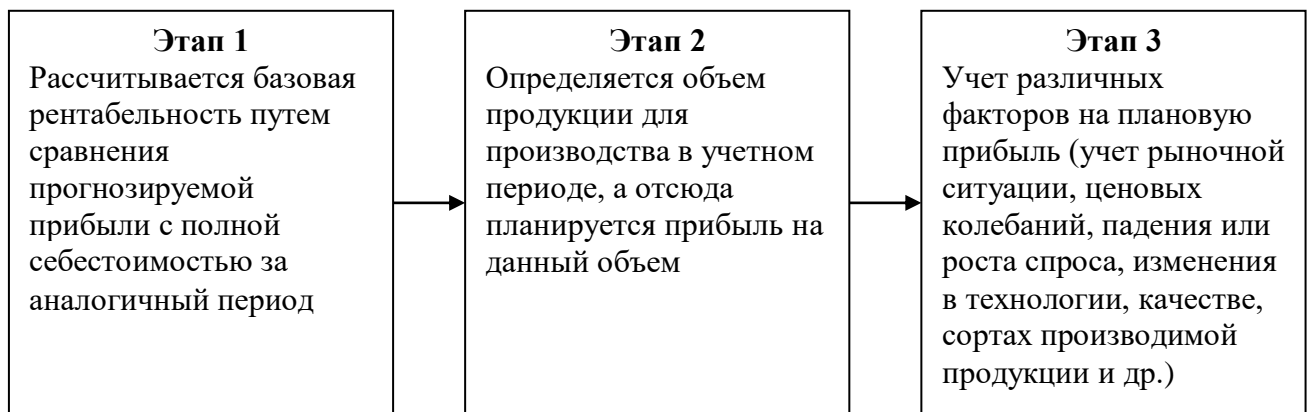 Этап 1
Рассчитывается базовая
рентабельность путем
сравнения
прогнозируемой
прибыли с полной
себестоимостью за
аналогичный период
Этап 2
Определяется объем
продукции для
производства в учетном
периоде, а отсюда
планируется прибыль на
данный объем
Этап 3
Учет различных
факторов на плановую
прибыль (учет рыночной
ситуации, ценовых
колебаний, падения или
роста спроса, изменения
в технологии, качестве,
сортах производимой
продукции и др.)